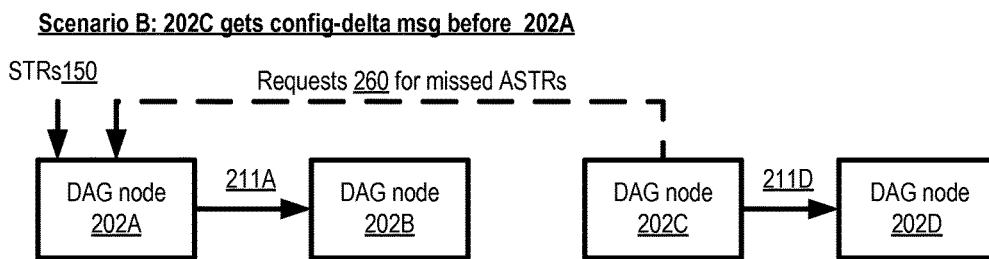 Scenario B: 202C gets config-delta msg before 202A
STRs150
Requests 260 for missed ASTRs
211A
211D
DAG node
202A
DAG node
202B
DAG node
202C
DAG node
202D